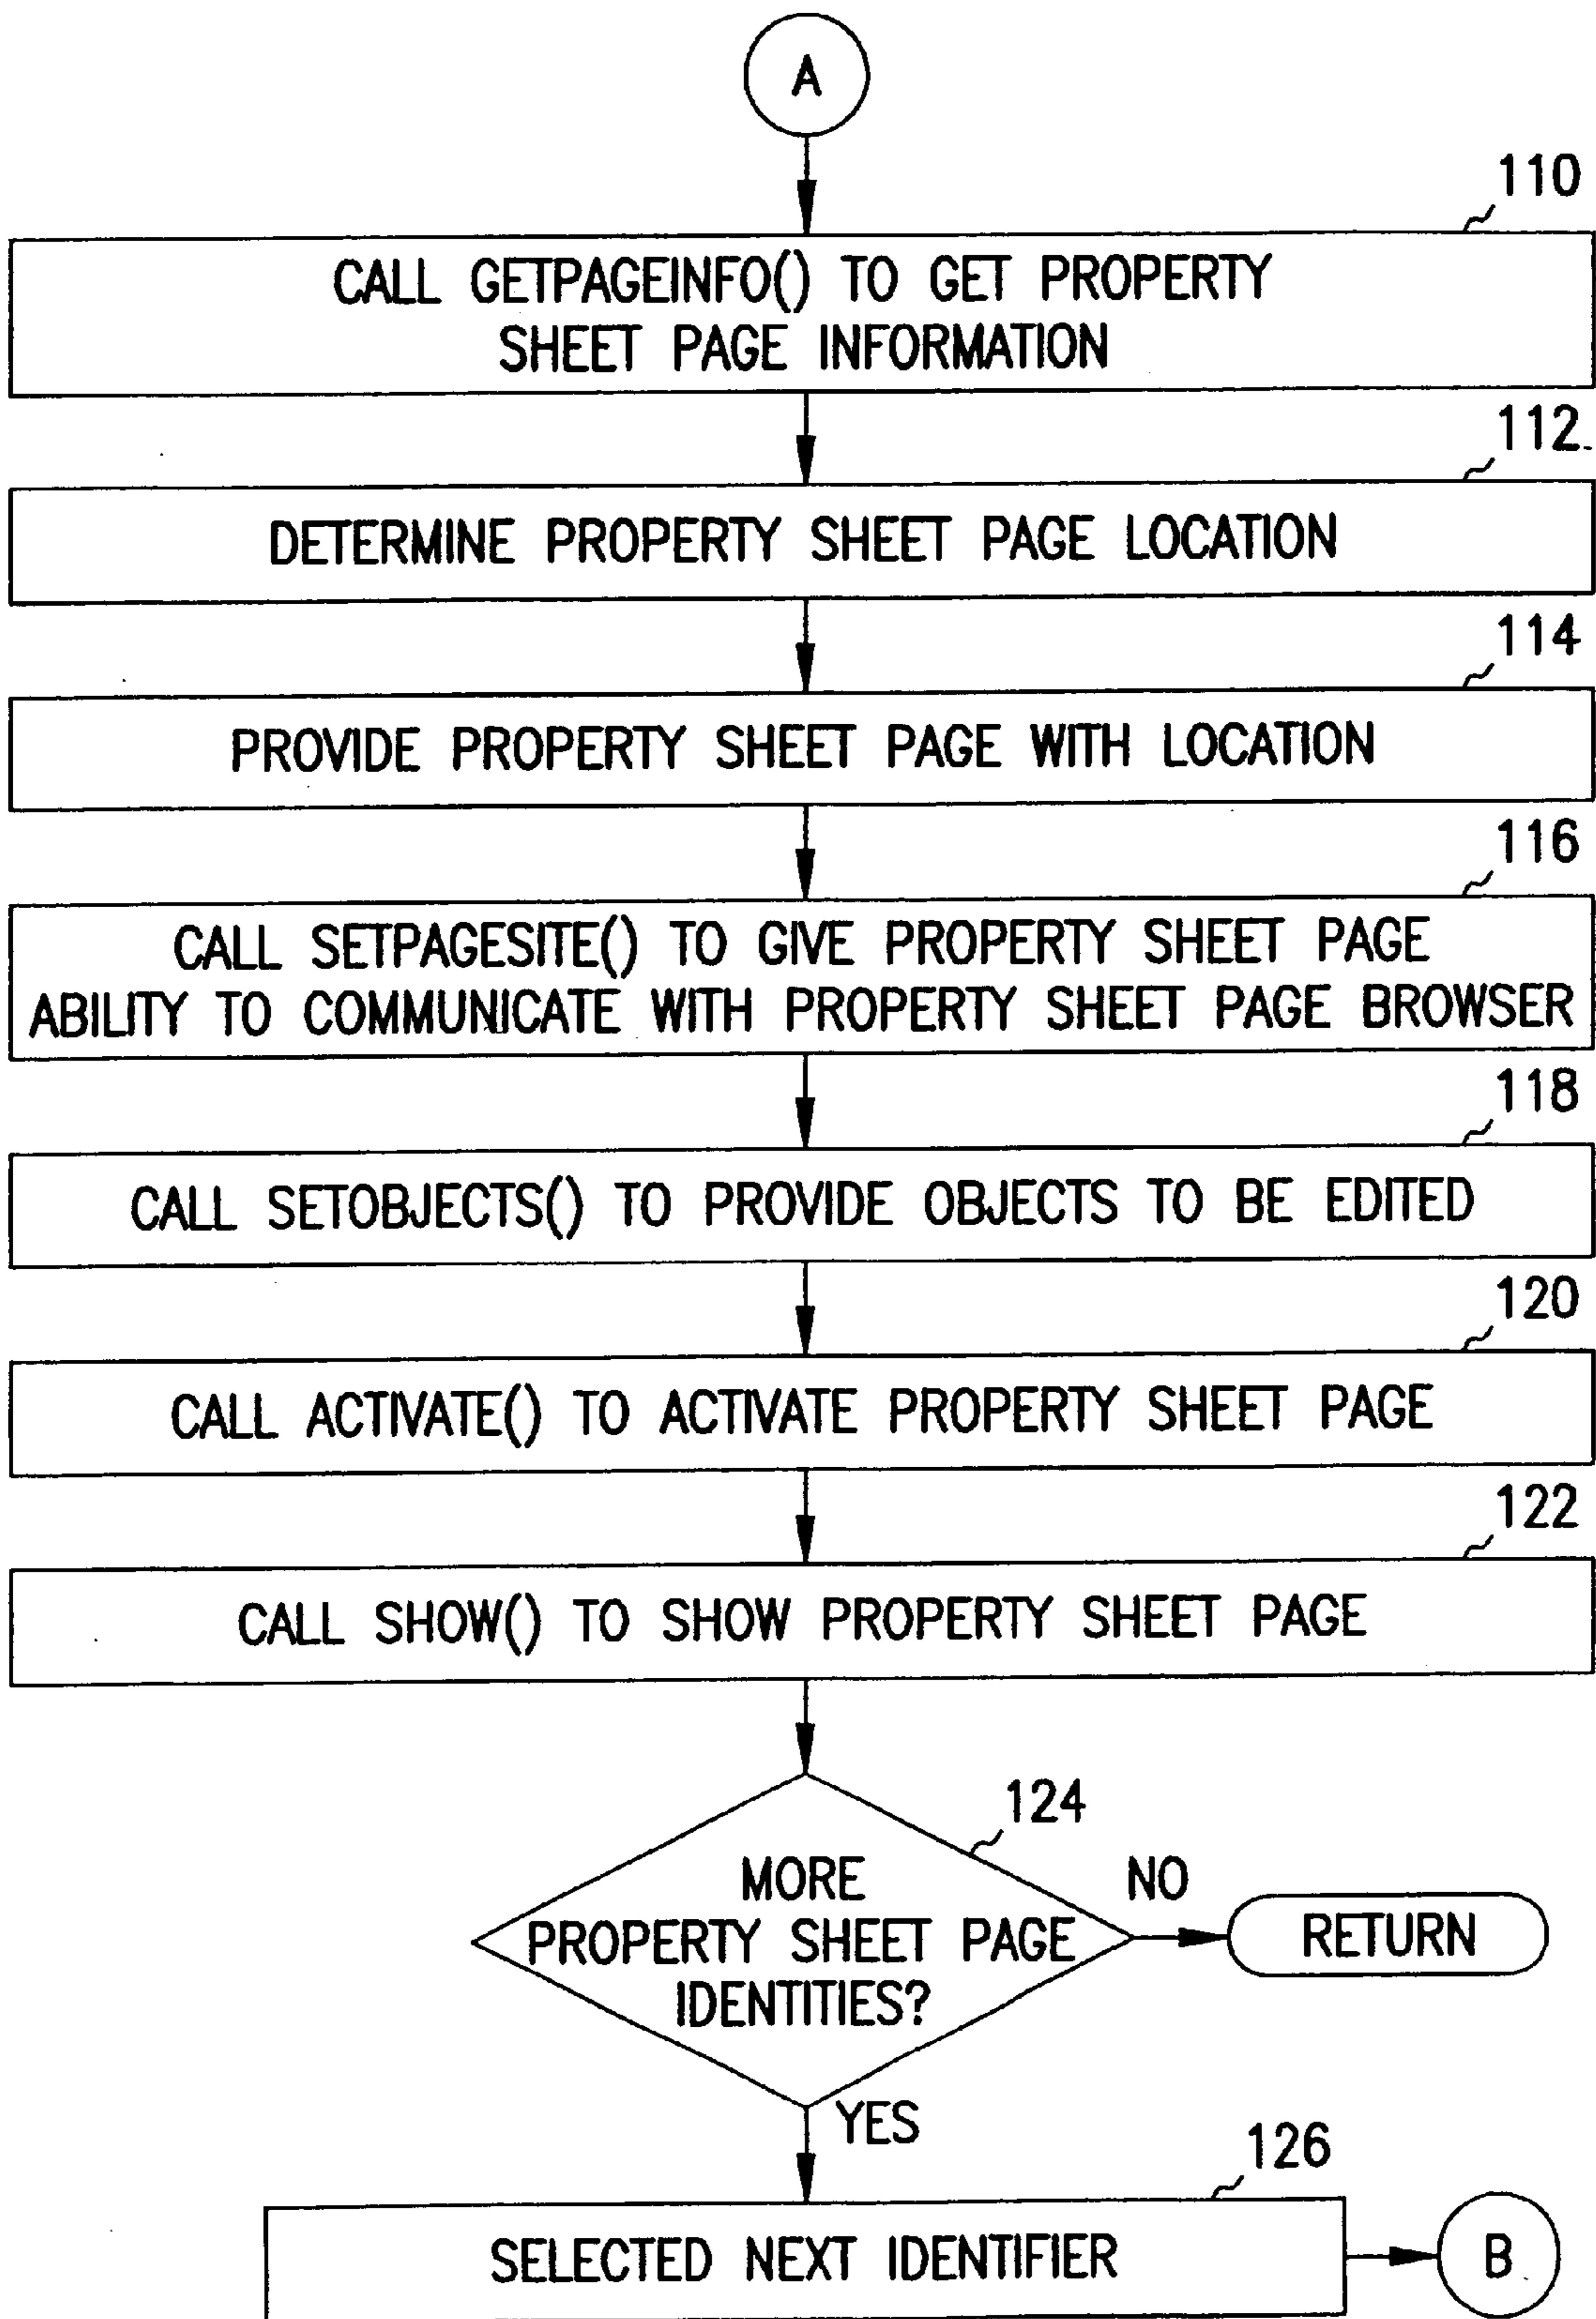 A
110
CALL GETPAGEINFO() TO GET PROPERTY
SHEET PAGE INFORMATION
112
DETERMINE PROPERTY SHEET PAGE LOCATION
114
PROVIDE PROPERTY SHEET PAGE WITH LOCATION
116
CALL SETPAGESITE() TO GIVE PROPERTY SHEET PAGE
ABILITY TO COMMUNICATE WITH PROPERTY SHEET PAGE BROWSER
118
CALL SETOBJECTS() TO PROVIDE OBJECTS TO BE EDITED
120
CALL ACTIVATE() TO ACTIVATE PROPERTY SHEET PAGE
122
CALL SHOW() TO SHOW PROPERTY SHEET PAGE
124
MORE
PROPERTY SHEET PAGE
IDENTITIES?
NO
RETURN
YES
126
SELECTED NEXT IDENTIFIER
B